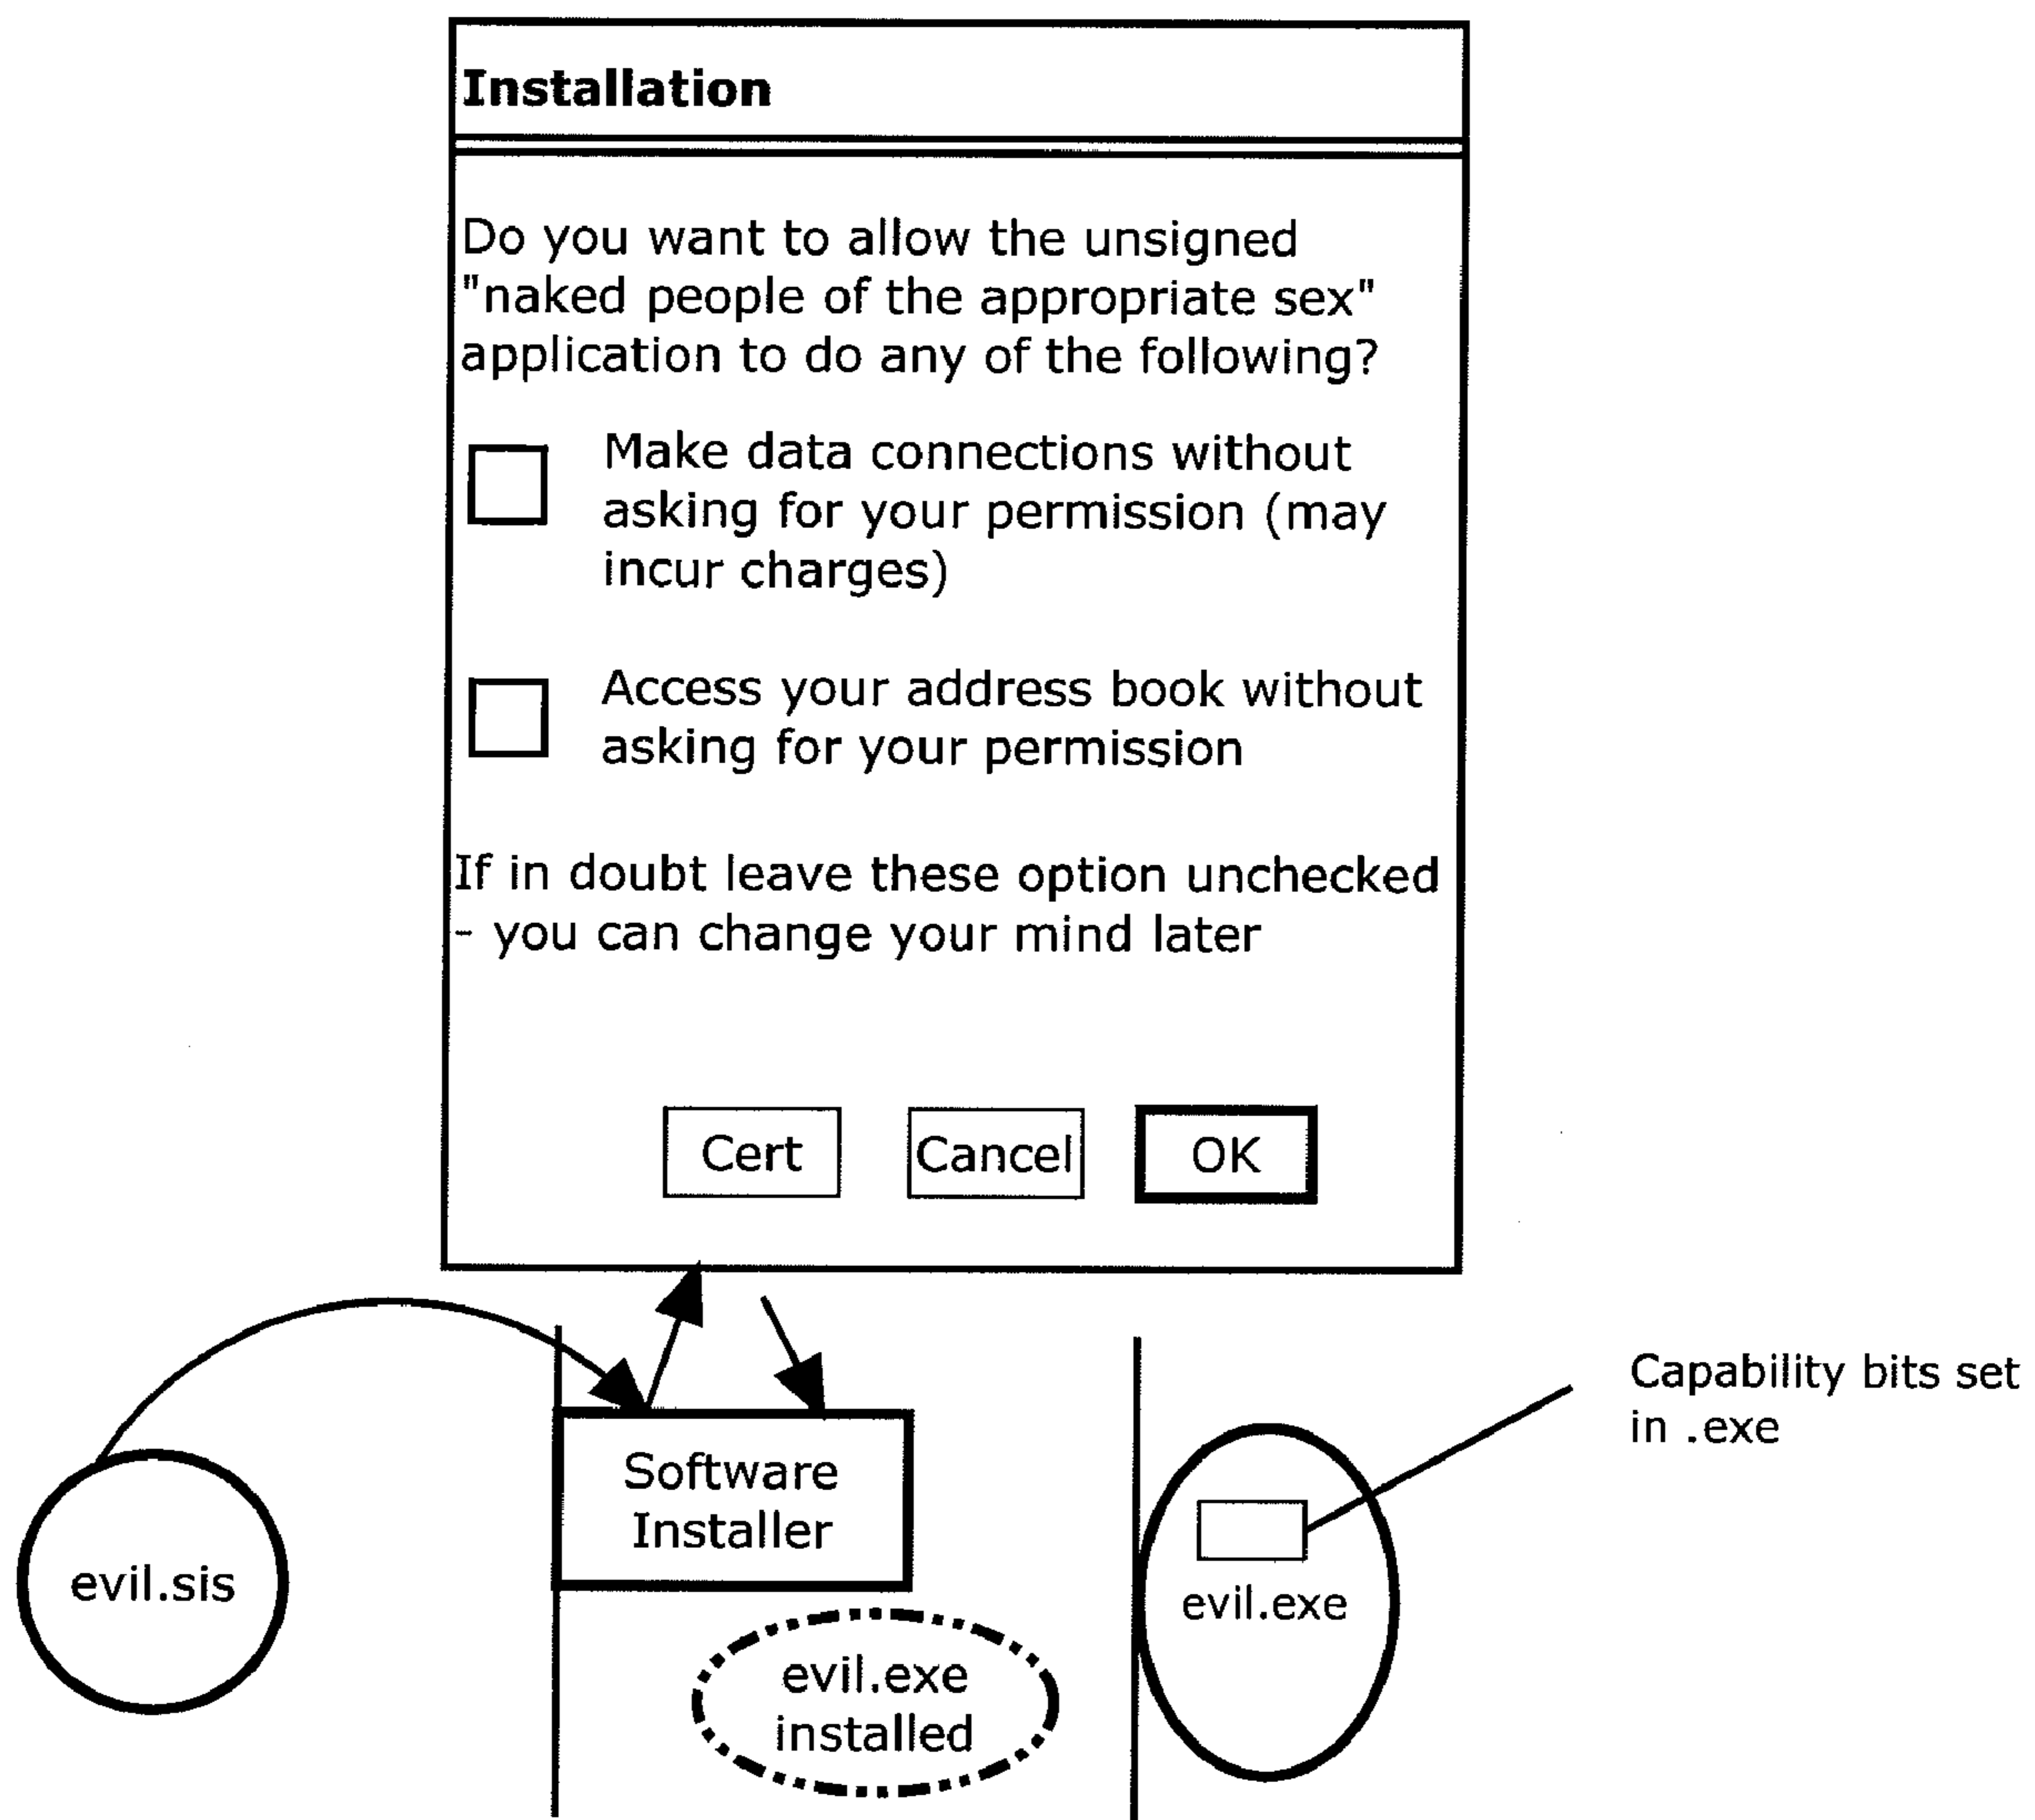 Installation
Do you want to allow the unsigned
"naked people of the appropriate sex"
application to do any of the following?
Make data connections without
asking for your permission (may
incur charges)
Access your address book without
asking for your permission
If in doubt leave these option unchecked
- you can change your mind later
Cert
Cancel
OK
Capability bits set
in .exe
Software
Installer
evil.sis
evil.exe
evil.exe
installed